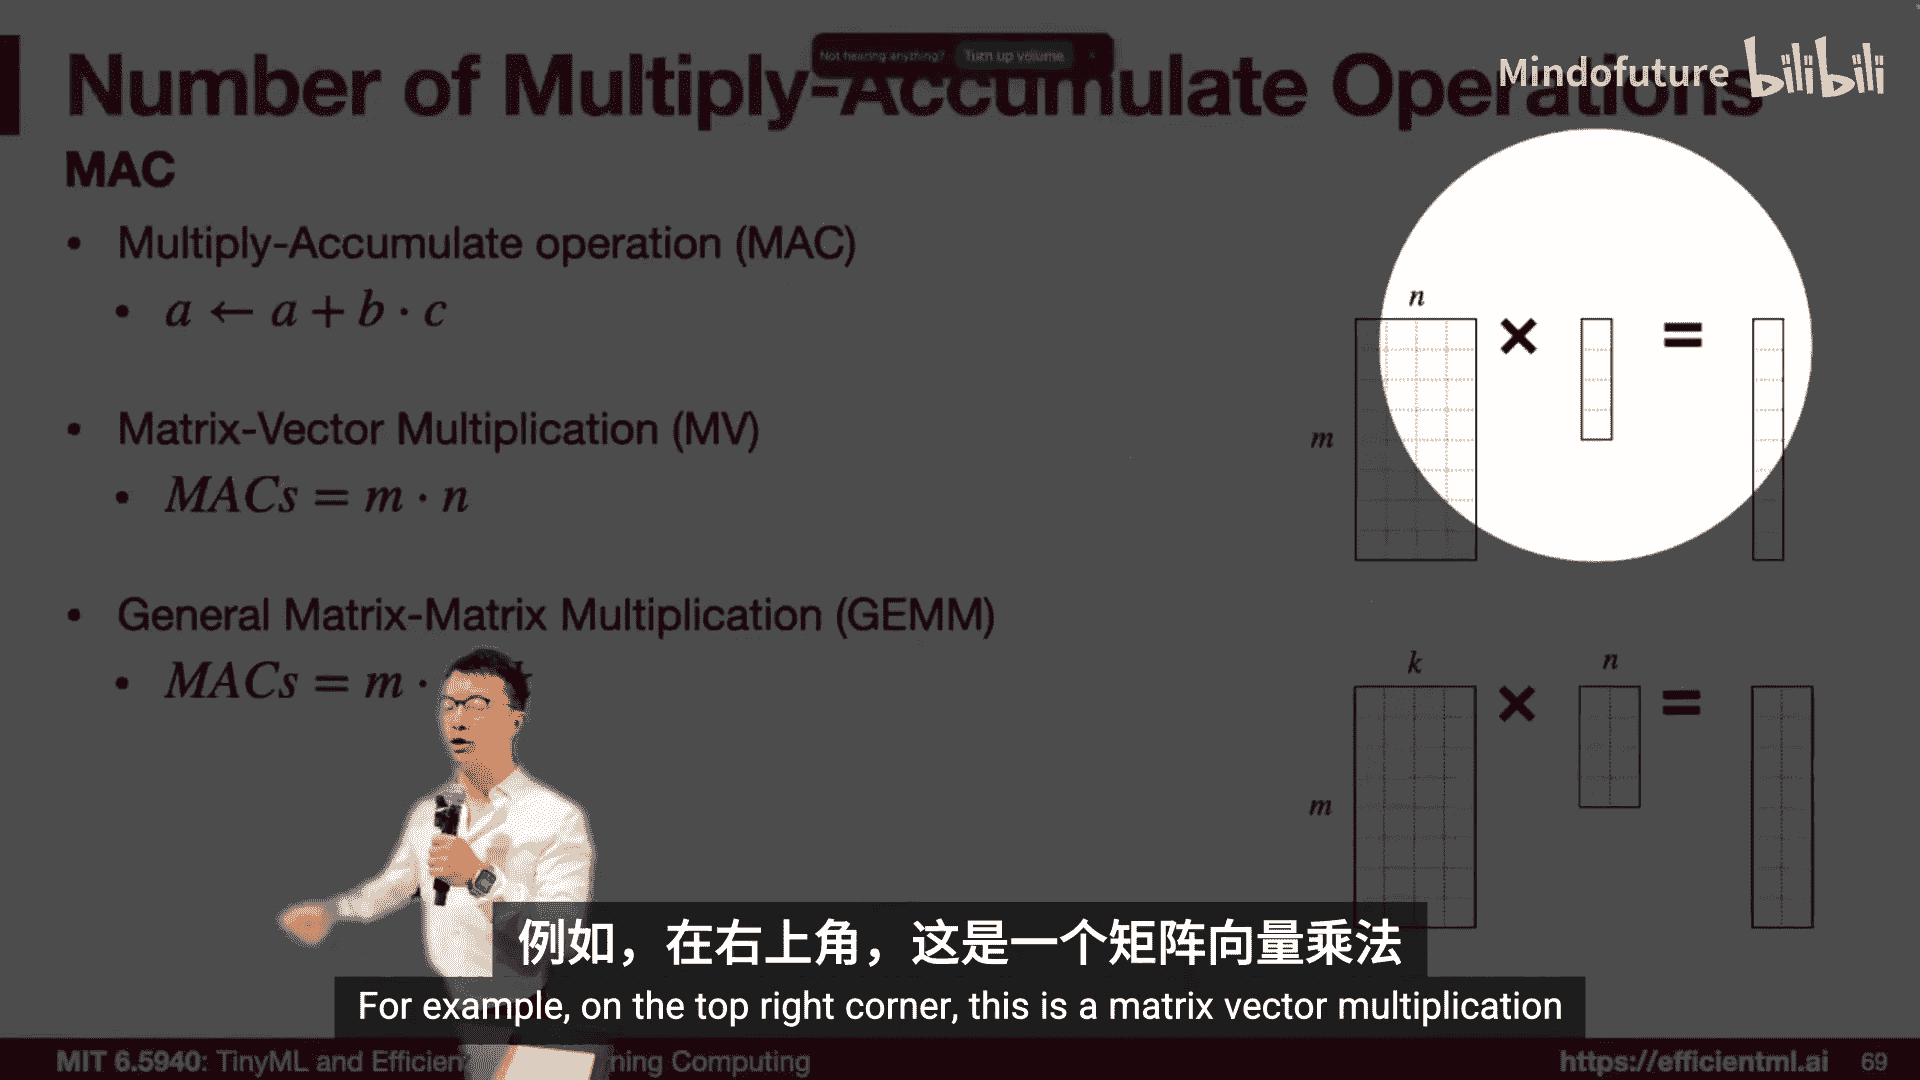 Not hearing anything? Turn up volume
Mindofuture bilibili
Number of Multiply-Accumulate Operations
MAC
• Multiply-Accumulate operation (MAC)
• a ← a + b · c
• Matrix-Vector Multiplication (MV)
• MACs = m · n
• General Matrix-Matrix Multiplication (GEMM)
• MACs = m ·
n
× =
m
k n
× =
m
例如，在右上角，这是一个矩阵向量乘法
For example, on the top right corner, this is a matrix vector multiplication
MIT 6.5940: TinyML and Efficien ning Computing
https://efficientml.ai 69